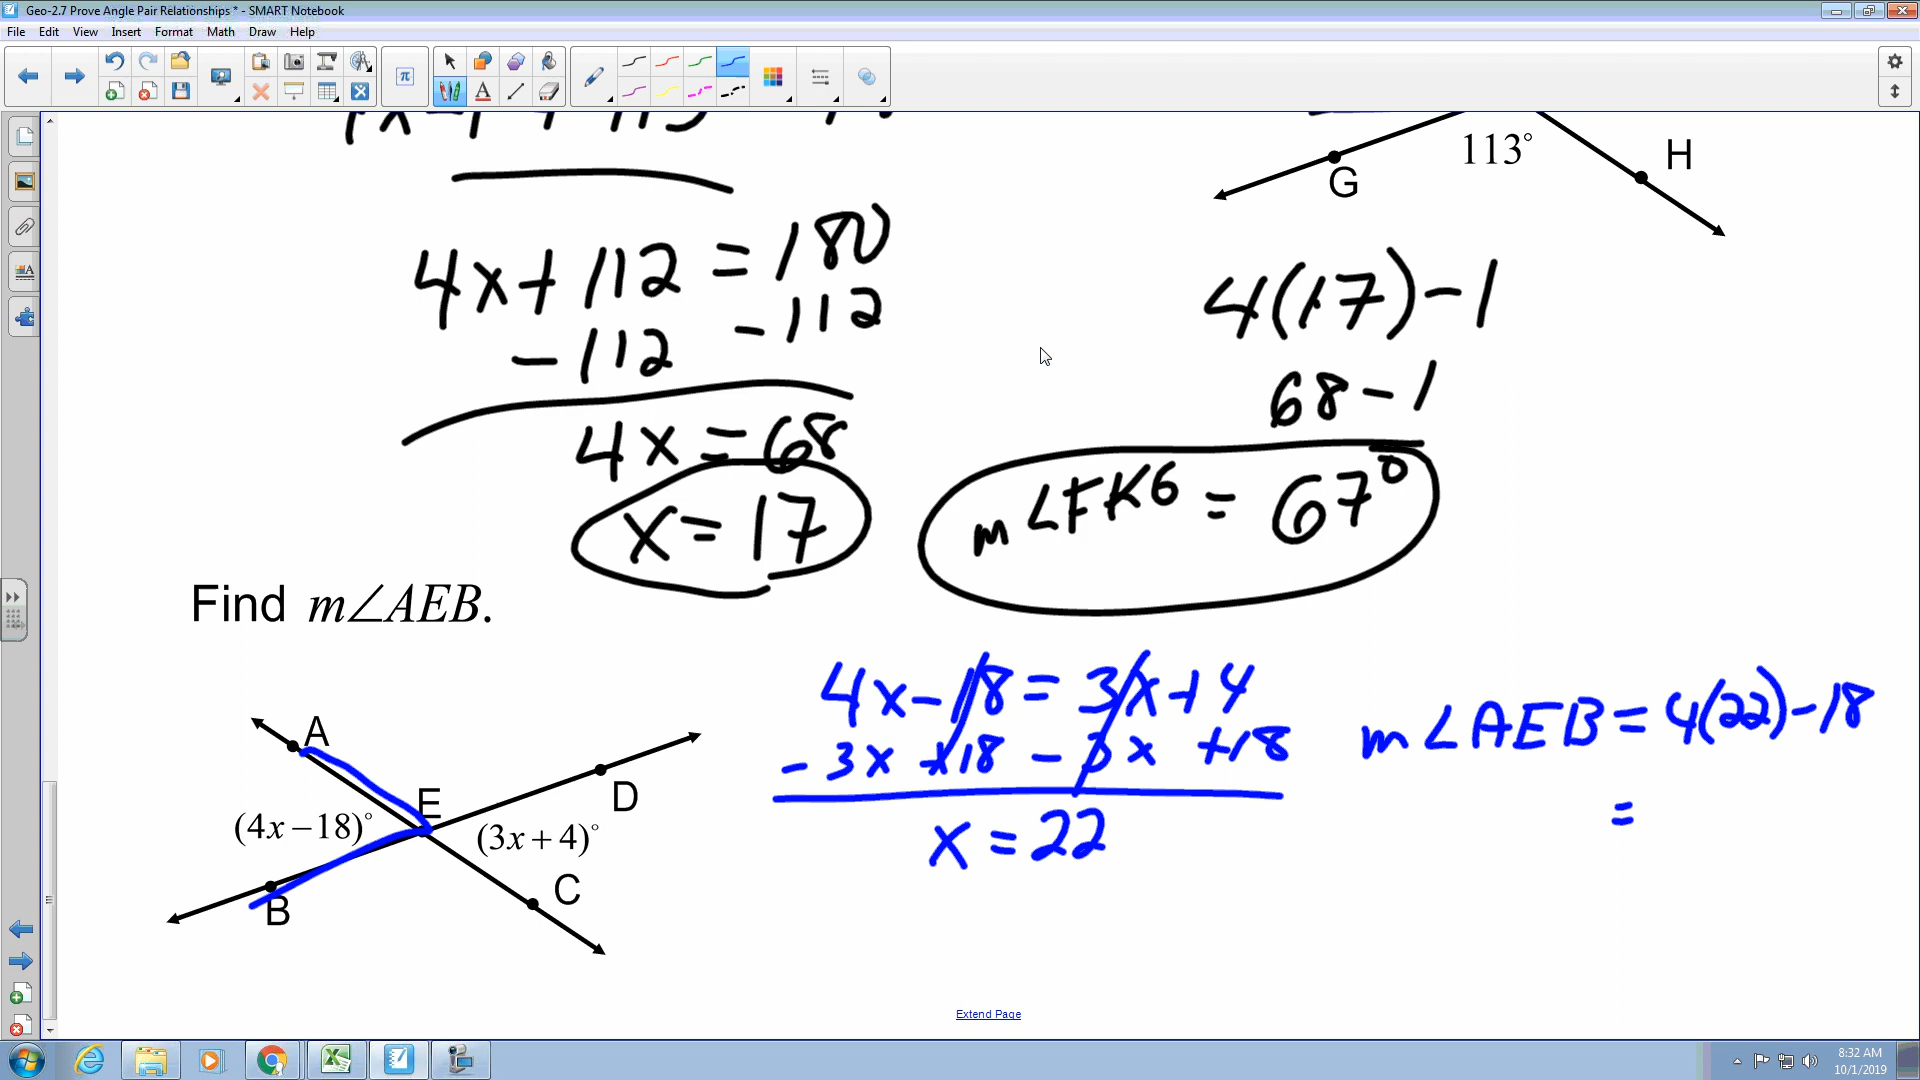 Geo-2.7 Prove Angle Pair Relationships * - SMART Notebook
File Edit View Insert Format Math Draw Help
113°
G
H
4x+112 = 180
-112 -112
4x = 68
x = 17
4(17)-1
68-1
m∠FKG = 67°
Find m∠AEB.
A
E
D
(4x−18)°
(3x+4)°
B
C
4x-18 = 3x+4
-3x +18 -3x +18
x = 22
m∠AEB = 4(22)-18
=
Extend Page
8:32 AM
10/1/2019